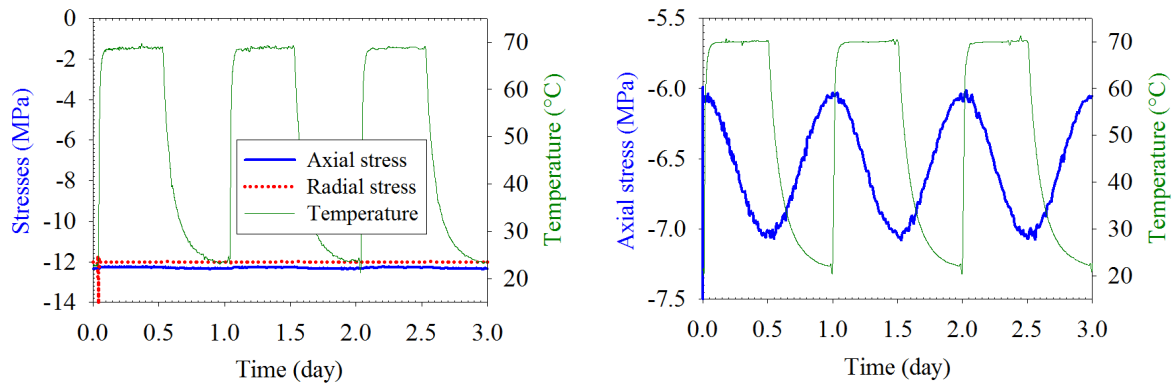 Stresses (MPa)
0
-2
-4
-6
-8
-10
-12
-14
0.0 0.5 1.0 1.5 2.0 2.5 3.0
Time (day)
70
60
50
40
30
20
Temperature (°C)
Axial stress
Radial stress
Temperature
Axial stress (MPa)
-5.5
-6.0
-6.5
-7.0
-7.5
0.0 0.5 1.0 1.5 2.0 2.5 3.0
Time (day)
70
60
50
40
30
20
Temperature (°C)